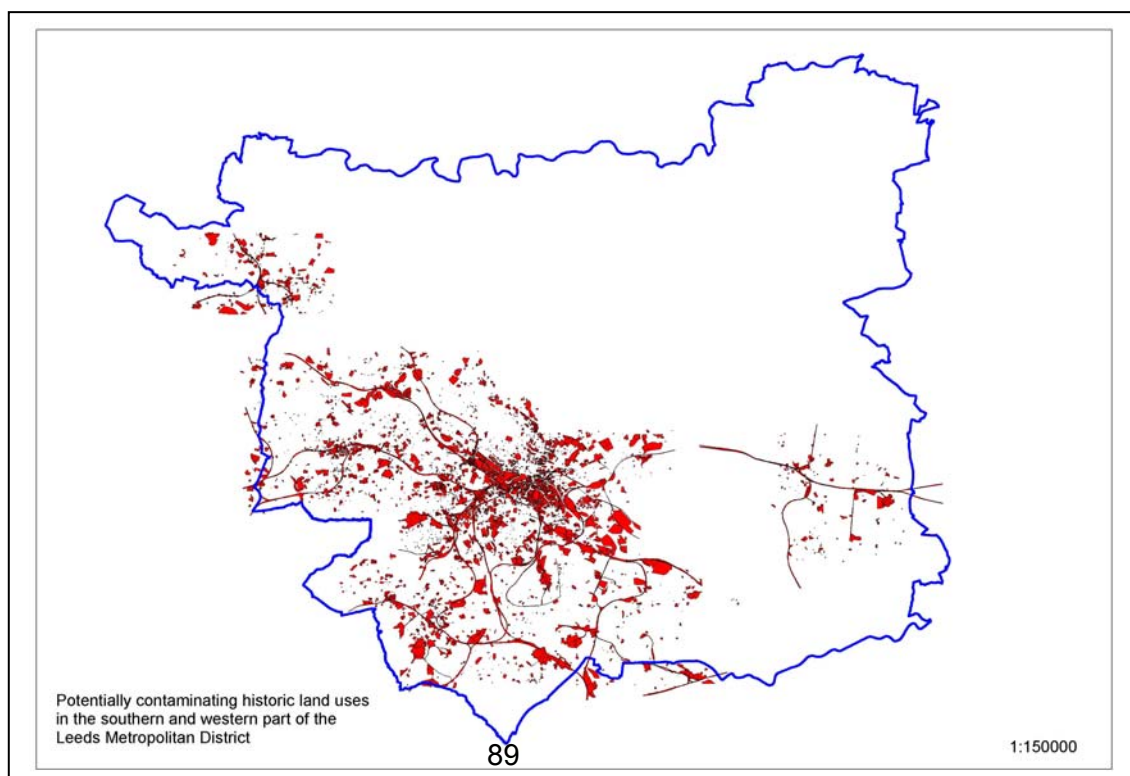 Potentially contaminating historic land uses
in the southern and western part of the
Leeds Metropolitan District
89
1:150000